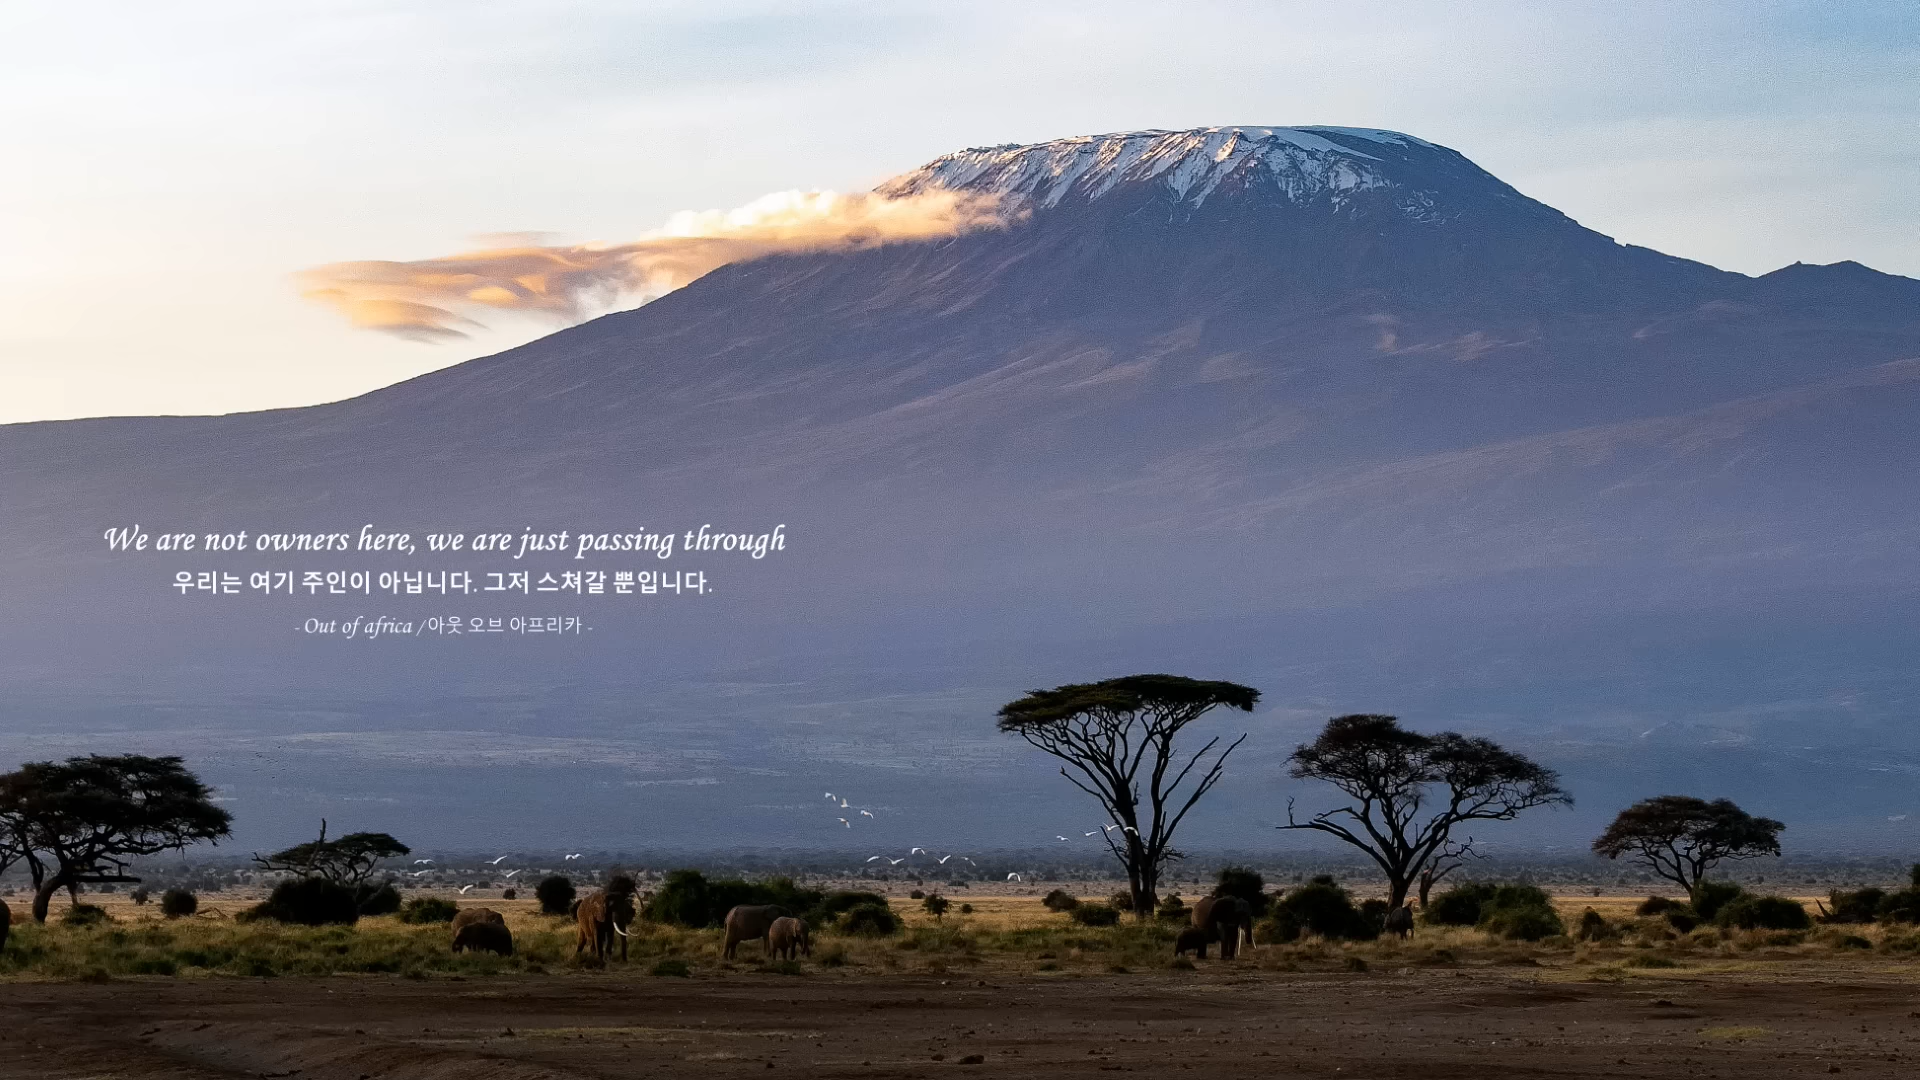 We are not owners here, we are just passing through
우리는 여기 주인이 아닙니다. 그저 스쳐갈 뿐입니다.
- Out of africa / 아웃 오브 아프리카 -